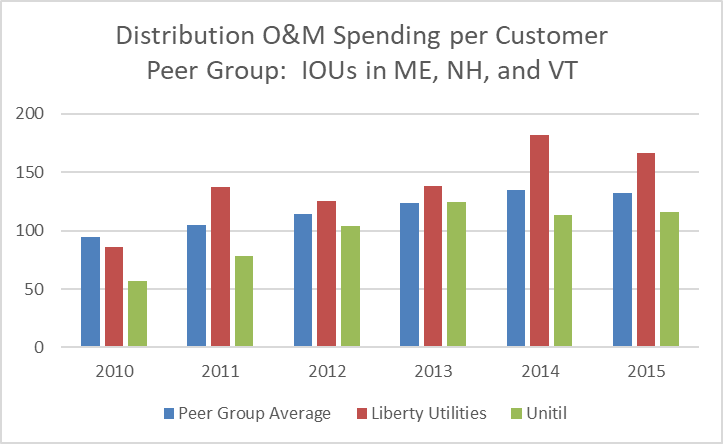 Distribution O&M Spending per Customer
Peer Group:  IOUs in ME, NH, and VT
200
150
100
50
0
2010 2011 2012 2013 2014 2015
Peer Group Average Liberty Utilities Unitil